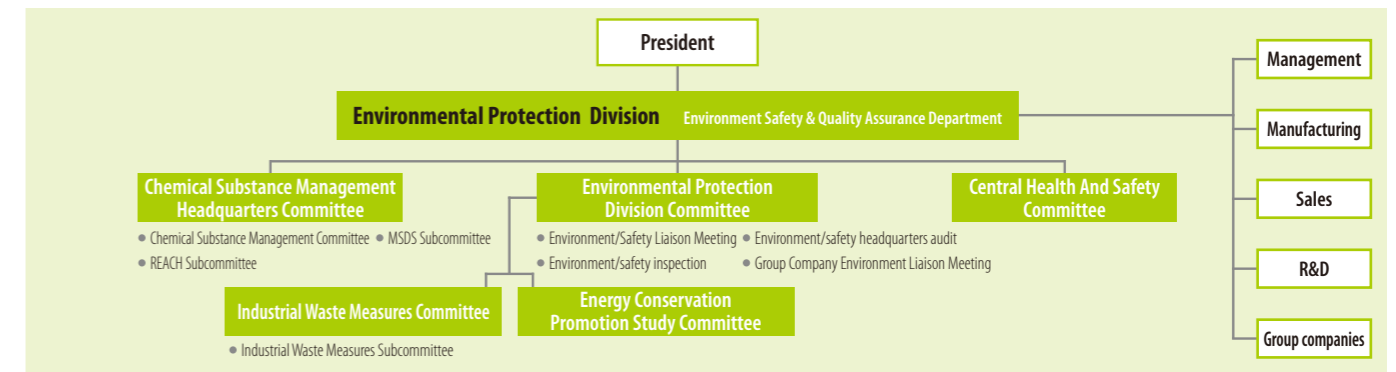 President
Environmental Protection Division Environment Safety & Quality Assurance Department
Chemical Substance Management
Headquarters Committee
● Chemical Substance Management Committee ● MSDS Subcommittee
● REACH Subcommittee
Environmental Protection
Division Committee
● Environment/Safety Liaison Meeting ● Environment/safety headquarters audit
● Environment/safety inspection ● Group Company Environment Liaison Meeting
Central Health And Safety
Committee
Industrial Waste Measures Committee
● Industrial Waste Measures Subcommittee
Energy Conservation
Promotion Study Committee
Management
Manufacturing
Sales
R&D
Group companies